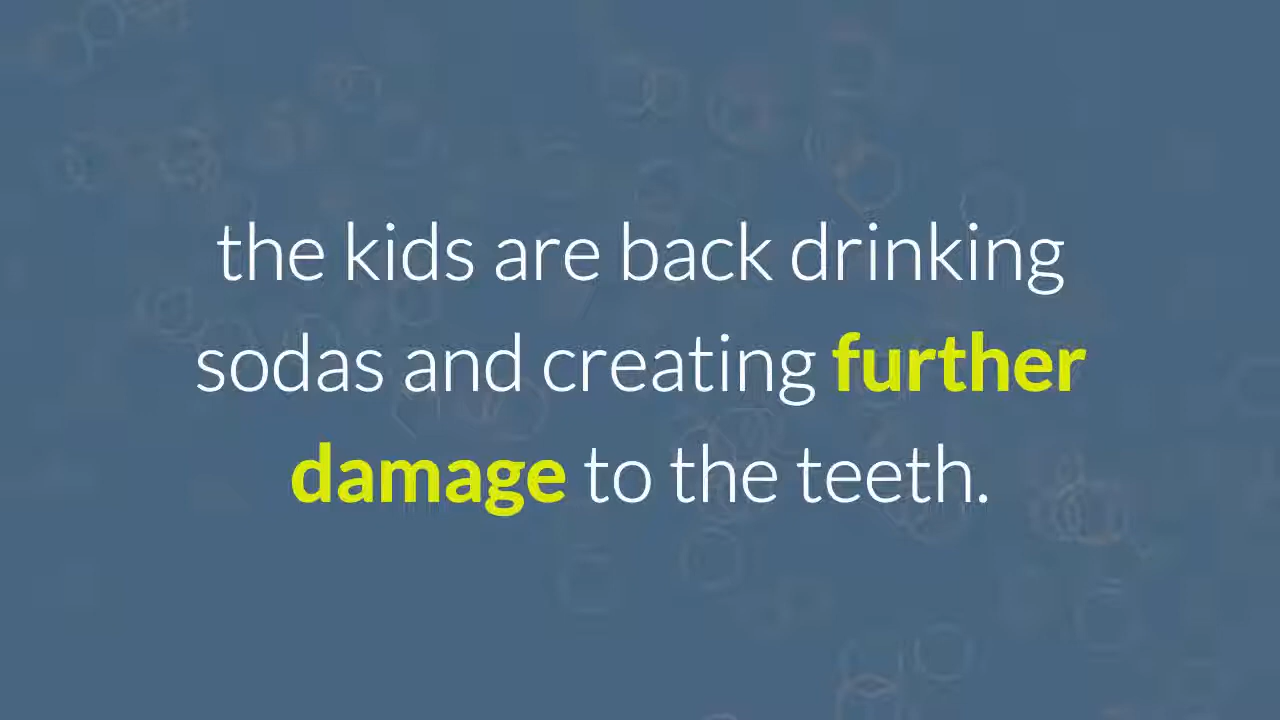 the kids are back drinking
sodas and creating further
damage to the teeth.